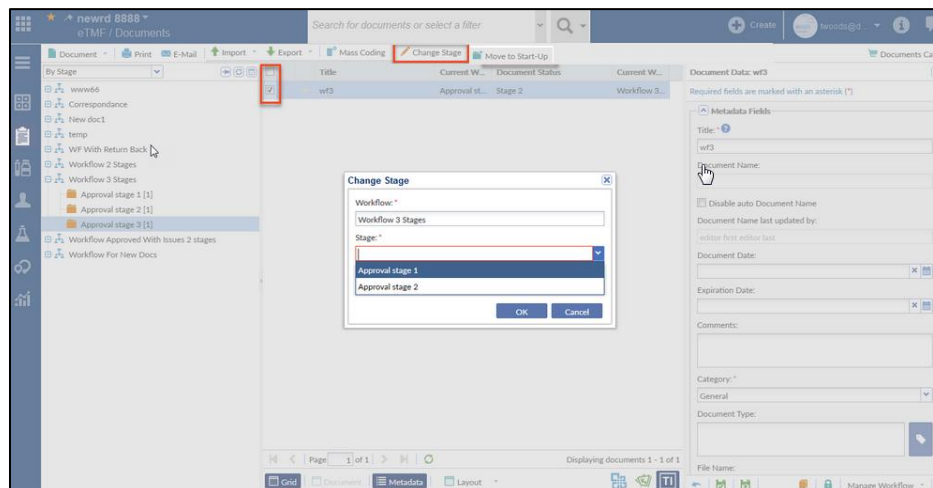 newrd 8888
eTMF / Documents
Search for documents or select a filter
Create
twoods@d...
Document
Print
E-Mail
Import
Export
Mass Coding
Change Stage
Move to Start-Up
By Stage
www66
Correspondance
New doc1
temp
WF With Return Back
Workflow 2 Stages
Workflow 3 Stages
Approval stage 1 [1]
Approval stage 2 [1]
Approval stage 3 [1]
Workflow Approved With Issues 2 stages
Workflow For New Docs
Title Current W... Document Status Current W...
wf3 Approval st... Stage 2 Workflow 3...
Change Stage
Workflow: *
Workflow 3 Stages
Stage: *
Approval stage 1
Approval stage 2
OK Cancel
Page 1 of 1
Displaying documents 1 - 1 of 1
Grid
Document
Metadata
Layout
TI
Documents Ca
Document Data: wf3
Required fields are marked with an asterisk (*)
Metadata Fields
Title: *
wf3
Document Name:
Disable auto Document Name
Document Name last updated by:
editor first editor last
Document Date:
Expiration Date:
Comments:
Category: *
General
Document Type:
File Name:
Manage Workflow